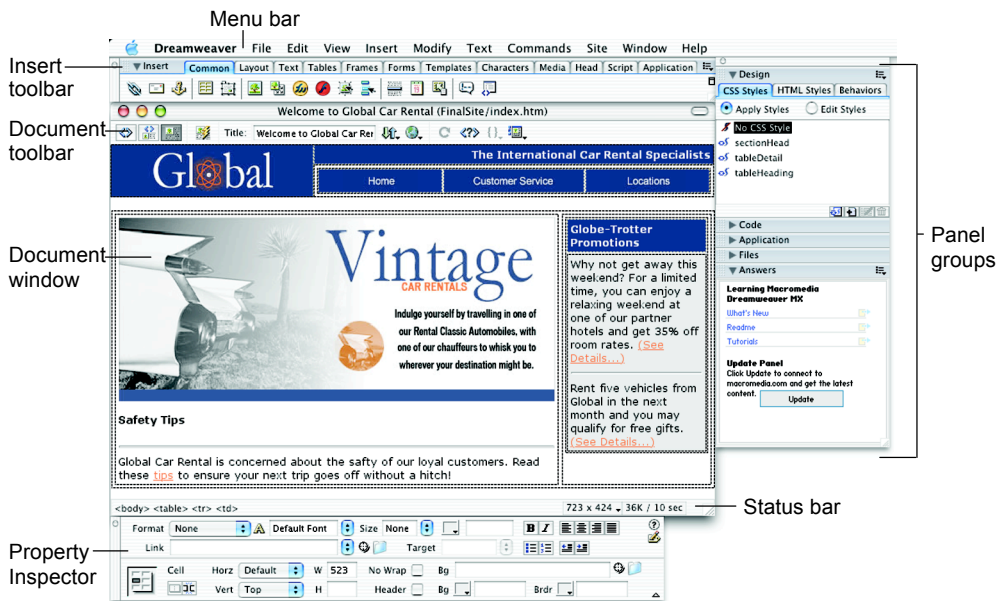 Menu bar
Dreamweaver File Edit View Insert Modify Text Commands Site Window Help
Insert toolbar
Insert Common Layout Text Tables Frames Forms Templates Characters Media Head Script Application
Welcome to Global Car Rental (FinalSite/index.htm)
Document toolbar
Title: Welcome to Global Car Rer
Global
The International Car Rental Specialists
Home Customer Service Locations
Document window
Vintage
CAR RENTALS
Indulge yourself by travelling in one of
our Rental Classic Automobiles, with
one of our chauffeurs to whisk you to
wherever your destination might be.
Safety Tips
Global Car Rental is concerned about the safty of our loyal customers. Read
these tips to ensure your next trip goes off without a hitch!
Globe-Trotter
Promotions
Why not get away this
weekend? For a limited
time, you can enjoy a
relaxing weekend at
one of our partner
hotels and get 35% off
room rates. (See
Details...)
Rent five vehicles from
Global in the next
month and you may
qualify for free gifts.
(See Details...)
<body> <table> <tr> <td>
723 x 424 36K / 10 sec
Status bar
Design
CSS Styles HTML Styles Behaviors
Apply Styles Edit Styles
No CSS Style
sectionHead
tableDetail
tableHeading
Code
Application
Files
Answers
Learning Macromedia
Dreamweaver MX
What's New
Readme
Tutorials
Update Panel
Click Update to connect to
macromedia.com and get the latest
content.
Update
Panel groups
Property Inspector
Format None A Default Font Size None B I
Link Target
Cell Horz Default W 523 No Wrap Bg
Vert Top H Header Bg Brdr